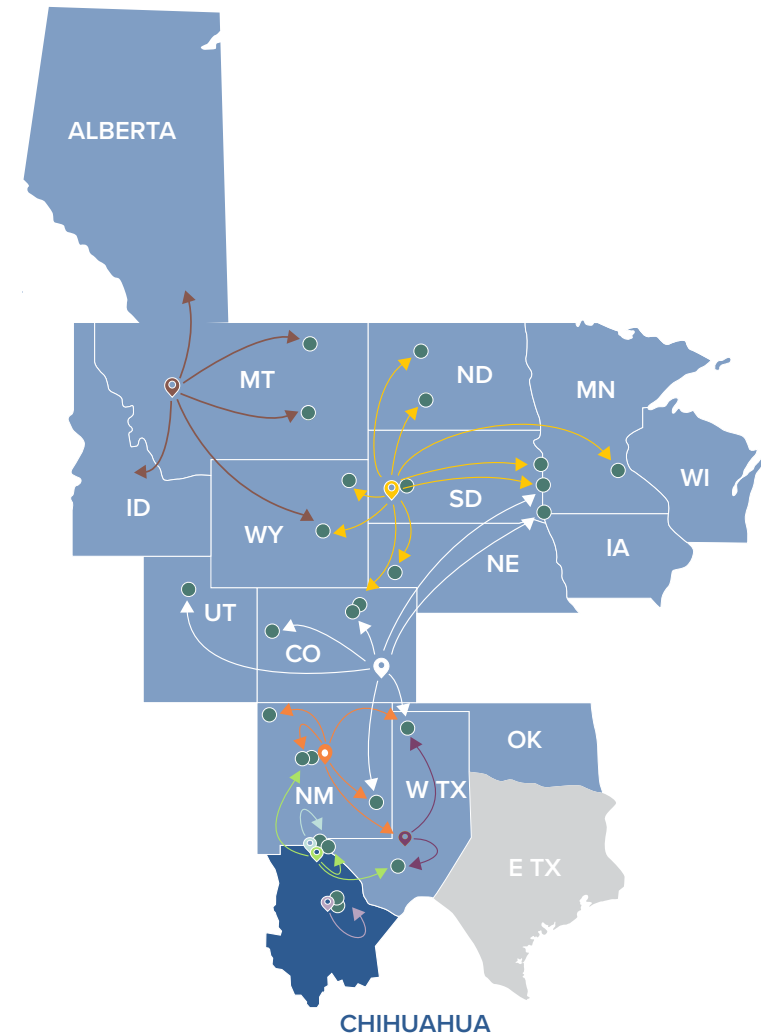 ALBERTA
MT
ND
MN
ID
WY
SD
WI
NE
IA
UT
CO
OK
NM
W TX
E TX
CHIHUAHUA